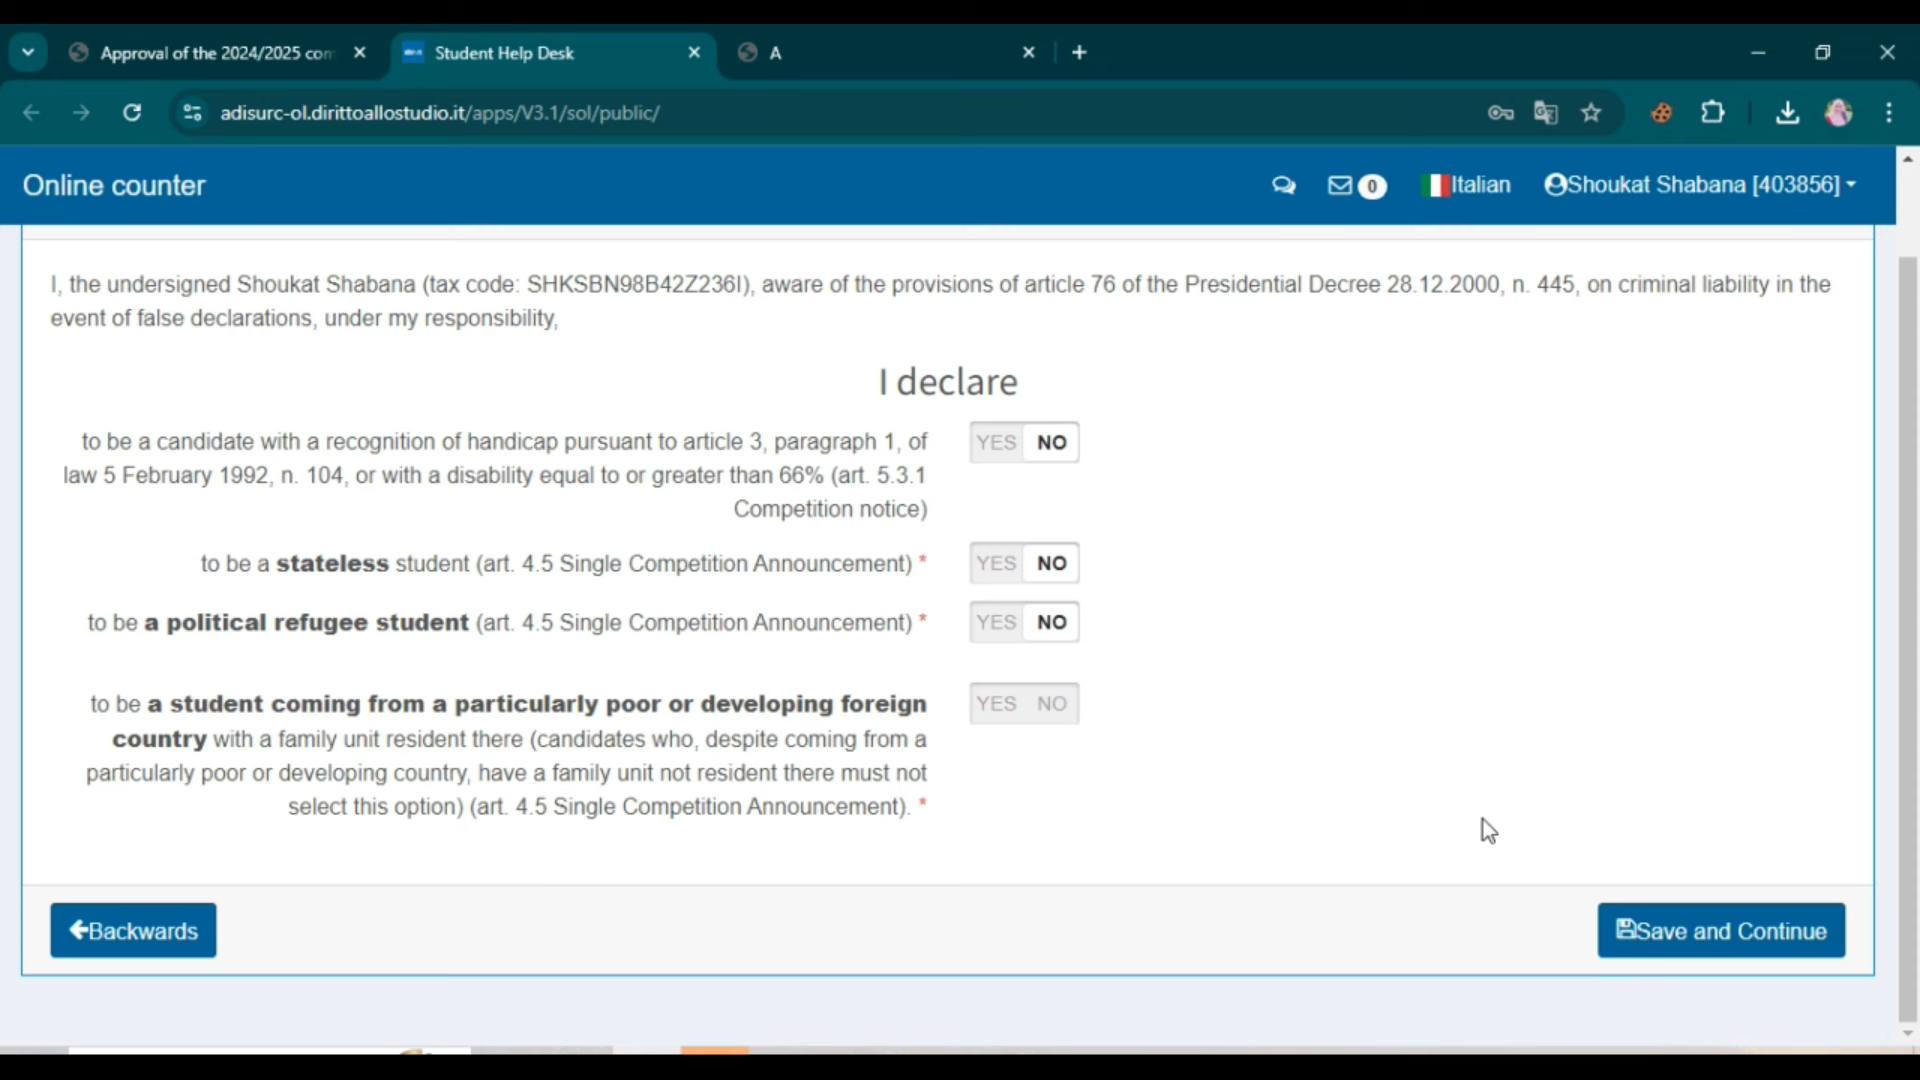 Approval of the 2024/2025 com
Student Help Desk
A
adisurc-ol.dirittoallostudio.it/apps/V3.1/sol/public/
Online counter
0
Italian
Shoukat Shabana [403856]
I, the undersigned Shoukat Shabana (tax code: SHKSBN98B42Z236I), aware of the provisions of article 76 of the Presidential Decree 28.12.2000, n. 445, on criminal liability in the
event of false declarations, under my responsibility,
I declare
to be a candidate with a recognition of handicap pursuant to article 3, paragraph 1, of
law 5 February 1992, n. 104, or with a disability equal to or greater than 66% (art. 5.3.1
Competition notice)
YES NO
to be a stateless student (art. 4.5 Single Competition Announcement) *
YES NO
to be a political refugee student (art. 4.5 Single Competition Announcement) *
YES NO
to be a student coming from a particularly poor or developing foreign
country with a family unit resident there (candidates who, despite coming from a
particularly poor or developing country, have a family unit not resident there must not
select this option) (art. 4.5 Single Competition Announcement). *
YES NO
Backwards
Save and Continue